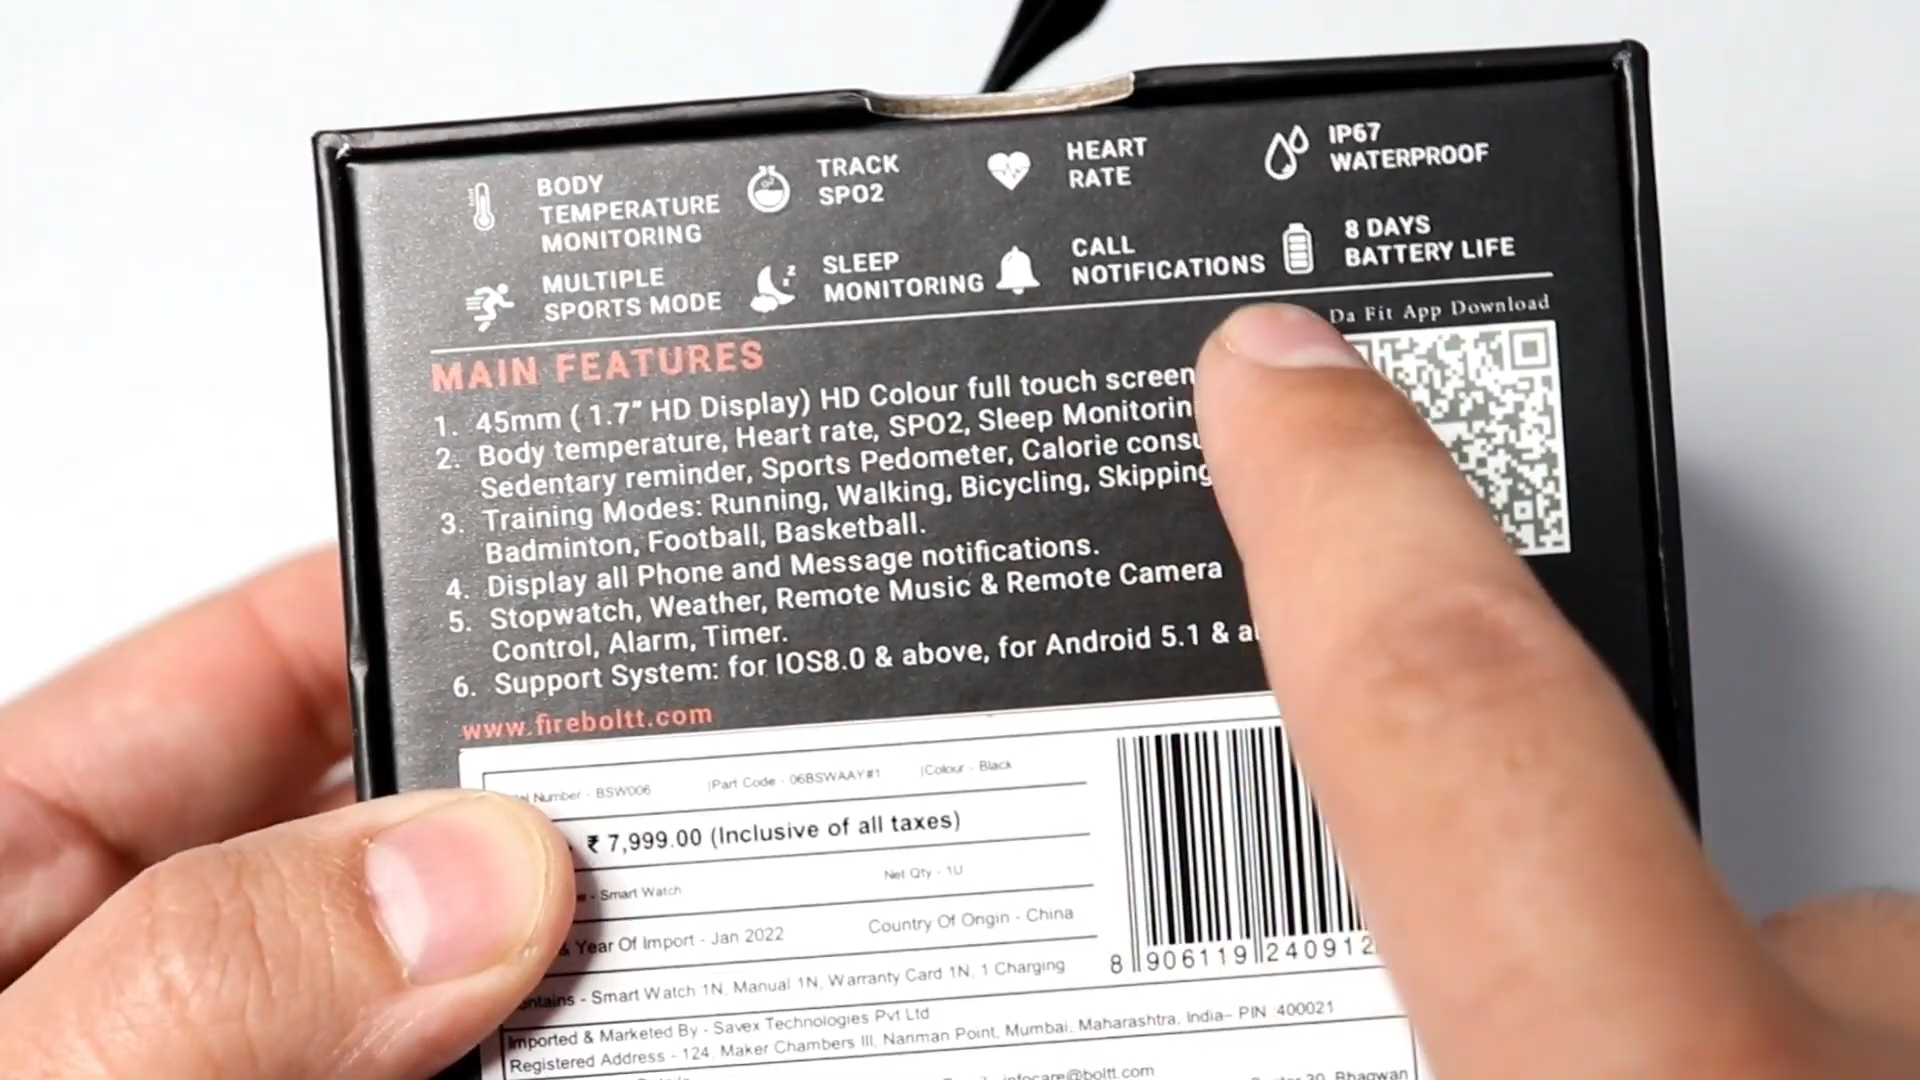 BODY
TEMPERATURE
MONITORING
TRACK
SPO2
HEART
RATE
IP67
WATERPROOF
MULTIPLE
SPORTS MODE
SLEEP
MONITORING
CALL
NOTIFICATIONS
8 DAYS
BATTERY LIFE
Da Fit App Download
MAIN FEATURES
1. 45mm ( 1.7" HD Display) HD Colour full touch screen
2. Body temperature, Heart rate, SPO2, Sleep Monitorin
Sedentary reminder, Sports Pedometer, Calorie consu
3. Training Modes: Running, Walking, Bicycling, Skipping
Badminton, Football, Basketball.
4. Display all Phone and Message notifications.
5. Stopwatch, Weather, Remote Music & Remote Camera
Control, Alarm, Timer.
6. Support System: for IOS8.0 & above, for Android 5.1 &
www.fireboltt.com
Number - BSW006 |Part Code - 06BSWAAY#1 |Colour - Black
₹ 7,999.00 (Inclusive of all taxes)
- Smart Watch Net Qty - 1U
& Year Of Import - Jan 2022 Country Of Origin - China
ontains - Smart Watch 1N, Manual 1N, Warranty Card 1N, 1 Charging
8 906119 240912
Imported & Marketed By - Savex Technologies Pvt Ltd
Registered Address - 124, Maker Chambers III, Nariman Point, Mumbai, Maharashtra, India– PIN 400021
infocare@boltt.com
30, Bhagwan